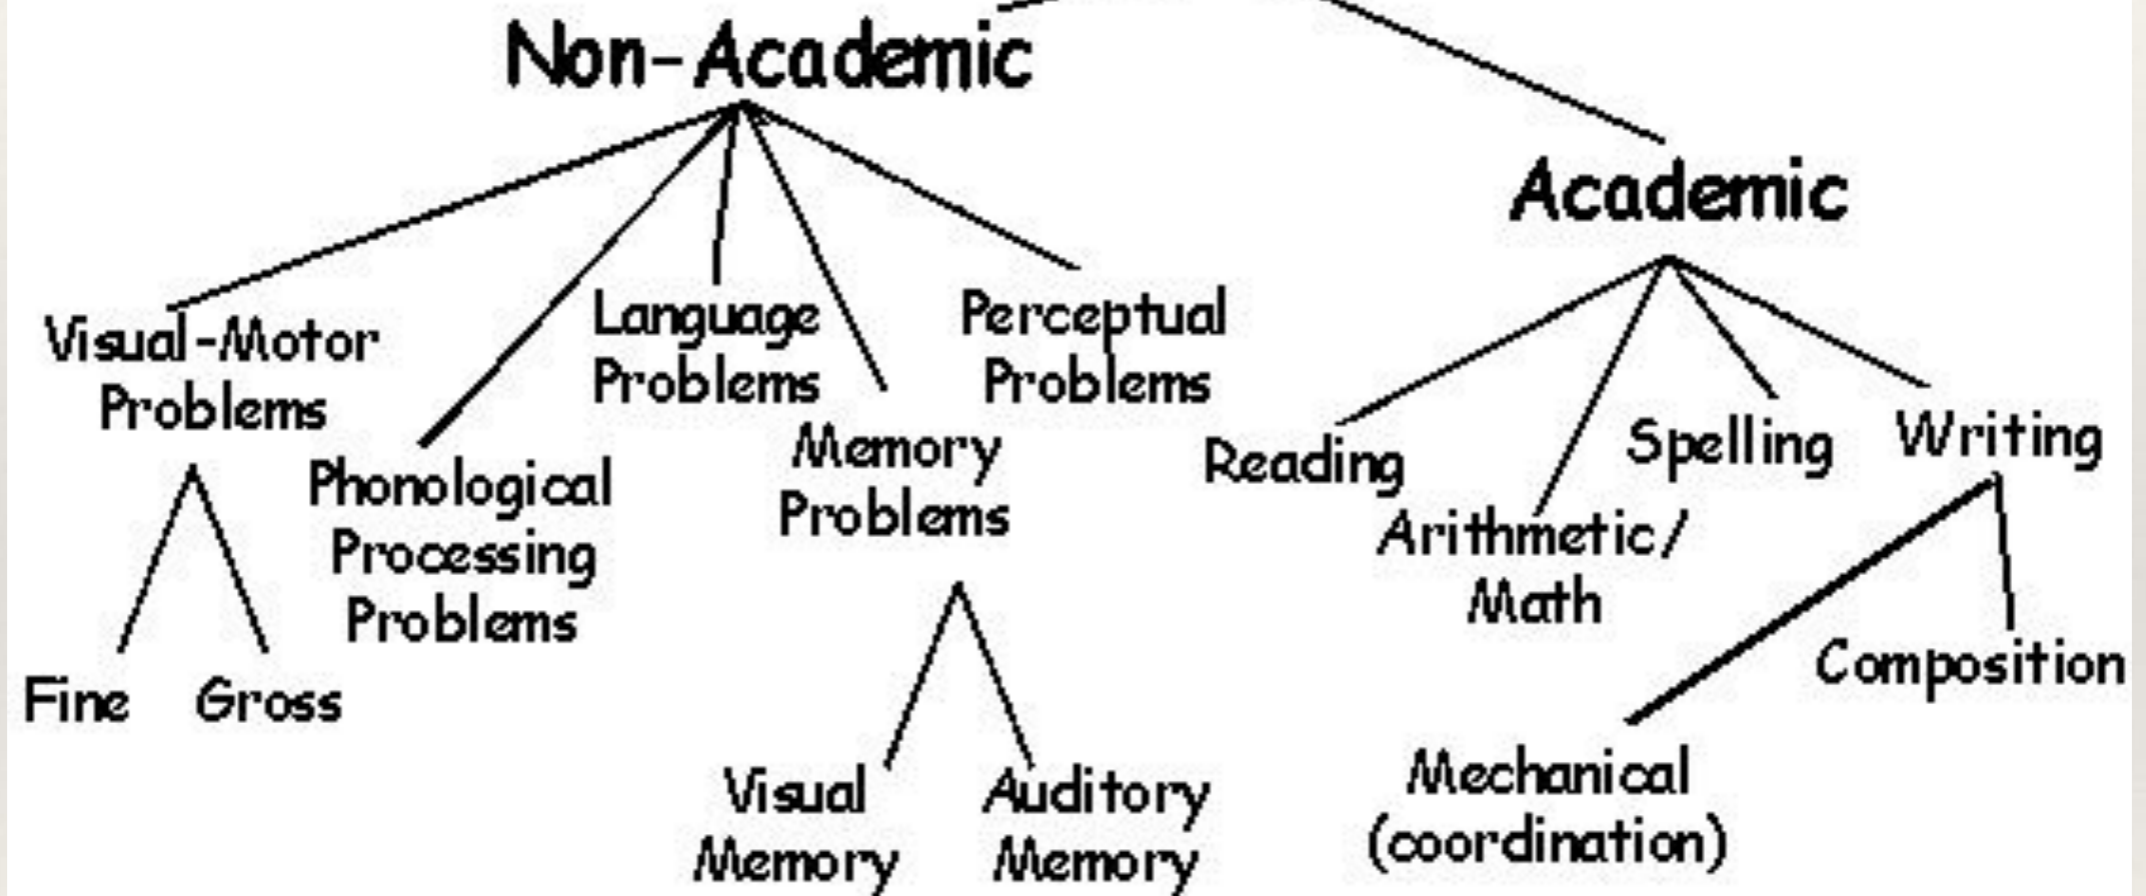 Non-Academic
Academic
Visual-Motor
Problems
Phonological
Processing
Problems
Language
Problems
Memory
Problems
Perceptual
Problems
Reading
Arithmetic/
Math
Spelling
Writing
Fine
Gross
Visual
Memory
Auditory
Memory
Mechanical
(coordination)
Composition